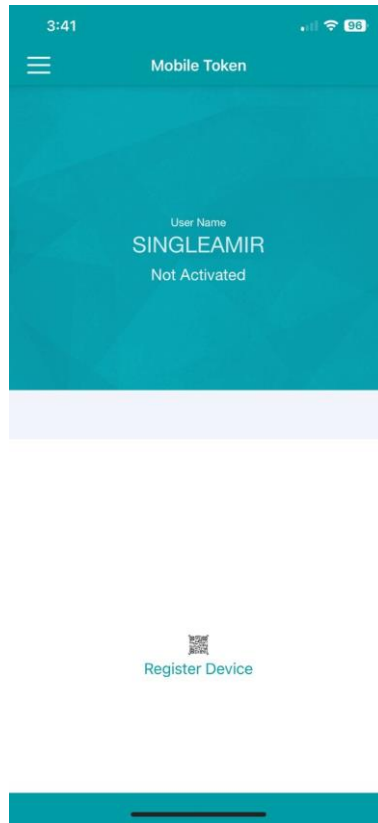 3:41
96
Mobile Token
User Name
SINGLEAMIR
Not Activated
Register Device